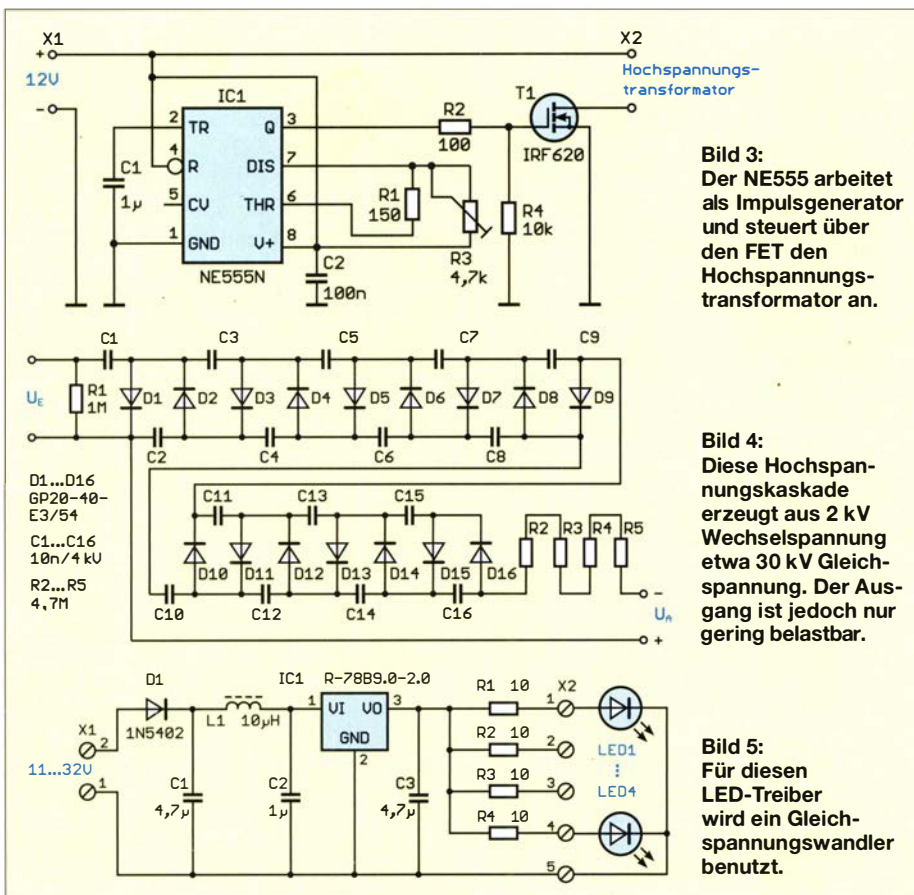 X1
X2
+
12V
-
Hochspannungs-
transformator
IC1
NE555N
2 TR
4 R
5 CV
1 GND
Q 3
DIS 7
THR 6
V+ 8
C1
1µ
R2
100
T1
IRF620
R1
150
R3
4,7k
R4
10k
C2
100n
Bild 3:
Der NE555 arbeitet
als Impulsgenerator
und steuert über
den FET den
Hochspannungs-
transformator an.
C1 C3 C5 C7 C9
UE
R1
1M
D1 D2 D3 D4 D5 D6 D7 D8 D9
C2 C4 C6 C8
D1...D16
GP20-40-
E3/54
C1...C16
10n/4kV
R2...R5
4,7M
C11 C13 C15
D10 D11 D12 D13 D14 D15 D16
C10 C12 C14 C16
R2 R3 R4 R5
-
UA
+
Bild 4:
Diese Hochspan-
nungskaskade
erzeugt aus 2 kV
Wechselspannung
etwa 30 kV Gleich-
spannung. Der Aus-
gang ist jedoch nur
gering belastbar.
D1
1N5402
X1
2
11...32V
1
L1 10µH
C1
4,7µ
C2
1µ
IC1 R-78B9.0-2.0
1 VI VO 3
GND
2
C3
4,7µ
R1 10
R2 10
R3 10
R4 10
X2
1
2
3
4
5
LED1
LED4
Bild 5:
Für diesen
LED-Treiber
wird ein Gleich-
spannungswandler
benutzt.